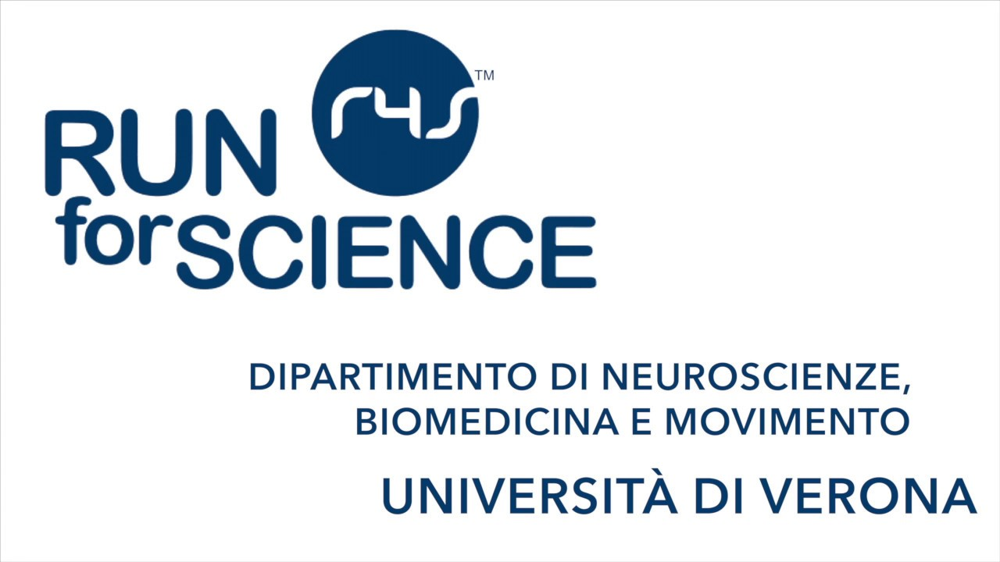 r4s™
RUN
forSCIENCE
DIPARTIMENTO DI NEUROSCIENZE,
BIOMEDICINA E MOVIMENTO
UNIVERSITÀ DI VERONA